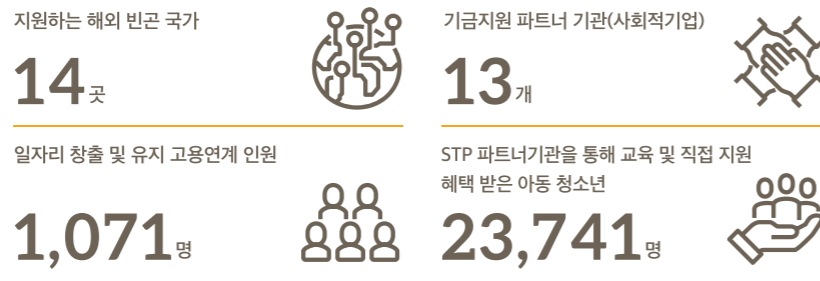 지원하는 해외 빈곤 국가
14곳
기금지원 파트너 기관(사회적기업)
13개
일자리 창출 및 유지 고용연계 인원
1,071명
STP 파트너기관을 통해 교육 및 직접 지원
혜택 받은 아동 청소년
23,741명